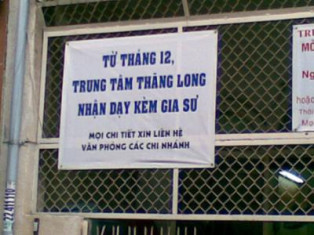 TỪ THÁNG 12,
TRUNG TÂM THĂNG LONG
NHẬN DẠY KÈM GIA SƯ
MỌI CHI TIẾT XIN LIÊN HỆ
VĂN PHÒNG CÁC CHI NHÁNH